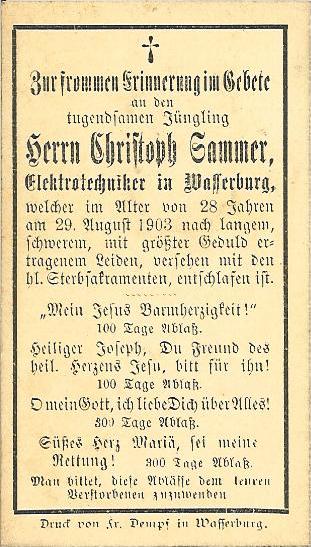 Zur frommen Erinnerung im Gebete
an den
tugendsamen Jüngling
Herrn Christoph Sammer,
Elektrotechniker in Wasserburg,
welcher im Alter von 28 Jahren
am 29. August 1903 nach langem,
schwerem, mit größter Geduld er-
tragenem Leiden, versehen mit den
hl. Sterbsakramenten, entschlafen ist.
„Mein Jesus Barmherzigkeit!"
100 Tage Ablaß.
Heiliger Joseph, Du Freund des
heil. Herzens Jesu, bitt für ihn!
100 Tage Ablaß.
O mein Gott, ich liebe Dich über Alles!
300 Tage Ablaß.
Süßes Herz Mariä, sei meine
Rettung! 300 Tage Ablaß.
Man bittet, diese Ablässe dem teuren
Verstorbenen zuzuwenden
Druck von Fr. Dempf in Wasserburg.